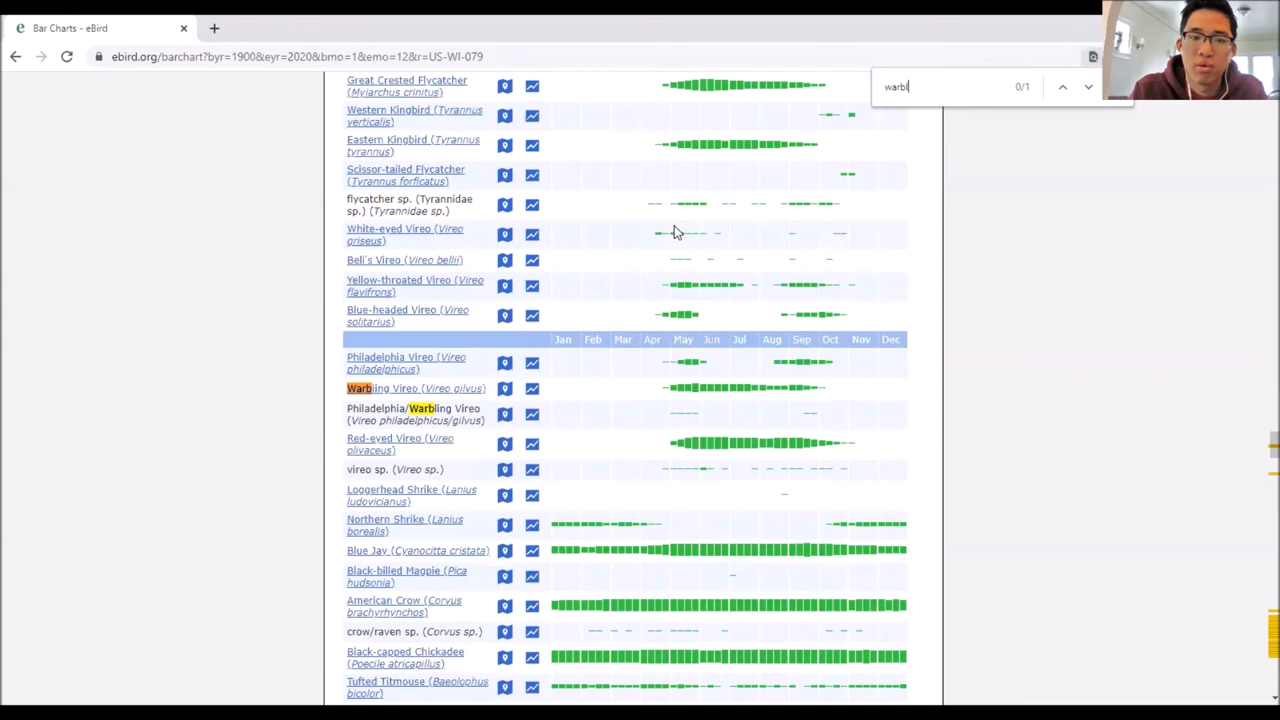 Bar Charts - eBird
ebird.org/barchart?byr=1900&eyr=2020&bmo=1&emo=12&r=US-WI-079
warbl 0/1
Great Crested Flycatcher
(Myiarchus crinitus)
Western Kingbird (Tyrannus
verticalis)
Eastern Kingbird (Tyrannus
tyrannus)
Scissor-tailed Flycatcher
(Tyrannus forficatus)
flycatcher sp. (Tyrannidae
sp.) (Tyrannidae sp.)
White-eyed Vireo (Vireo
griseus)
Bell's Vireo (Vireo bellii)
Yellow-throated Vireo (Vireo
flavifrons)
Blue-headed Vireo (Vireo
solitarius)
Jan Feb Mar Apr May Jun Jul Aug Sep Oct Nov Dec
Philadelphia Vireo (Vireo
philadelphicus)
Warbling Vireo (Vireo gilvus)
Philadelphia/Warbling Vireo
(Vireo philadelphicus/gilvus)
Red-eyed Vireo (Vireo
olivaceus)
vireo sp. (Vireo sp.)
Loggerhead Shrike (Lanius
ludovicianus)
Northern Shrike (Lanius
borealis)
Blue Jay (Cyanocitta cristata)
Black-billed Magpie (Pica
hudsonia)
American Crow (Corvus
brachyrhynchos)
crow/raven sp. (Corvus sp.)
Black-capped Chickadee
(Poecile atricapillus)
Tufted Titmouse (Baeolophus
bicolor)